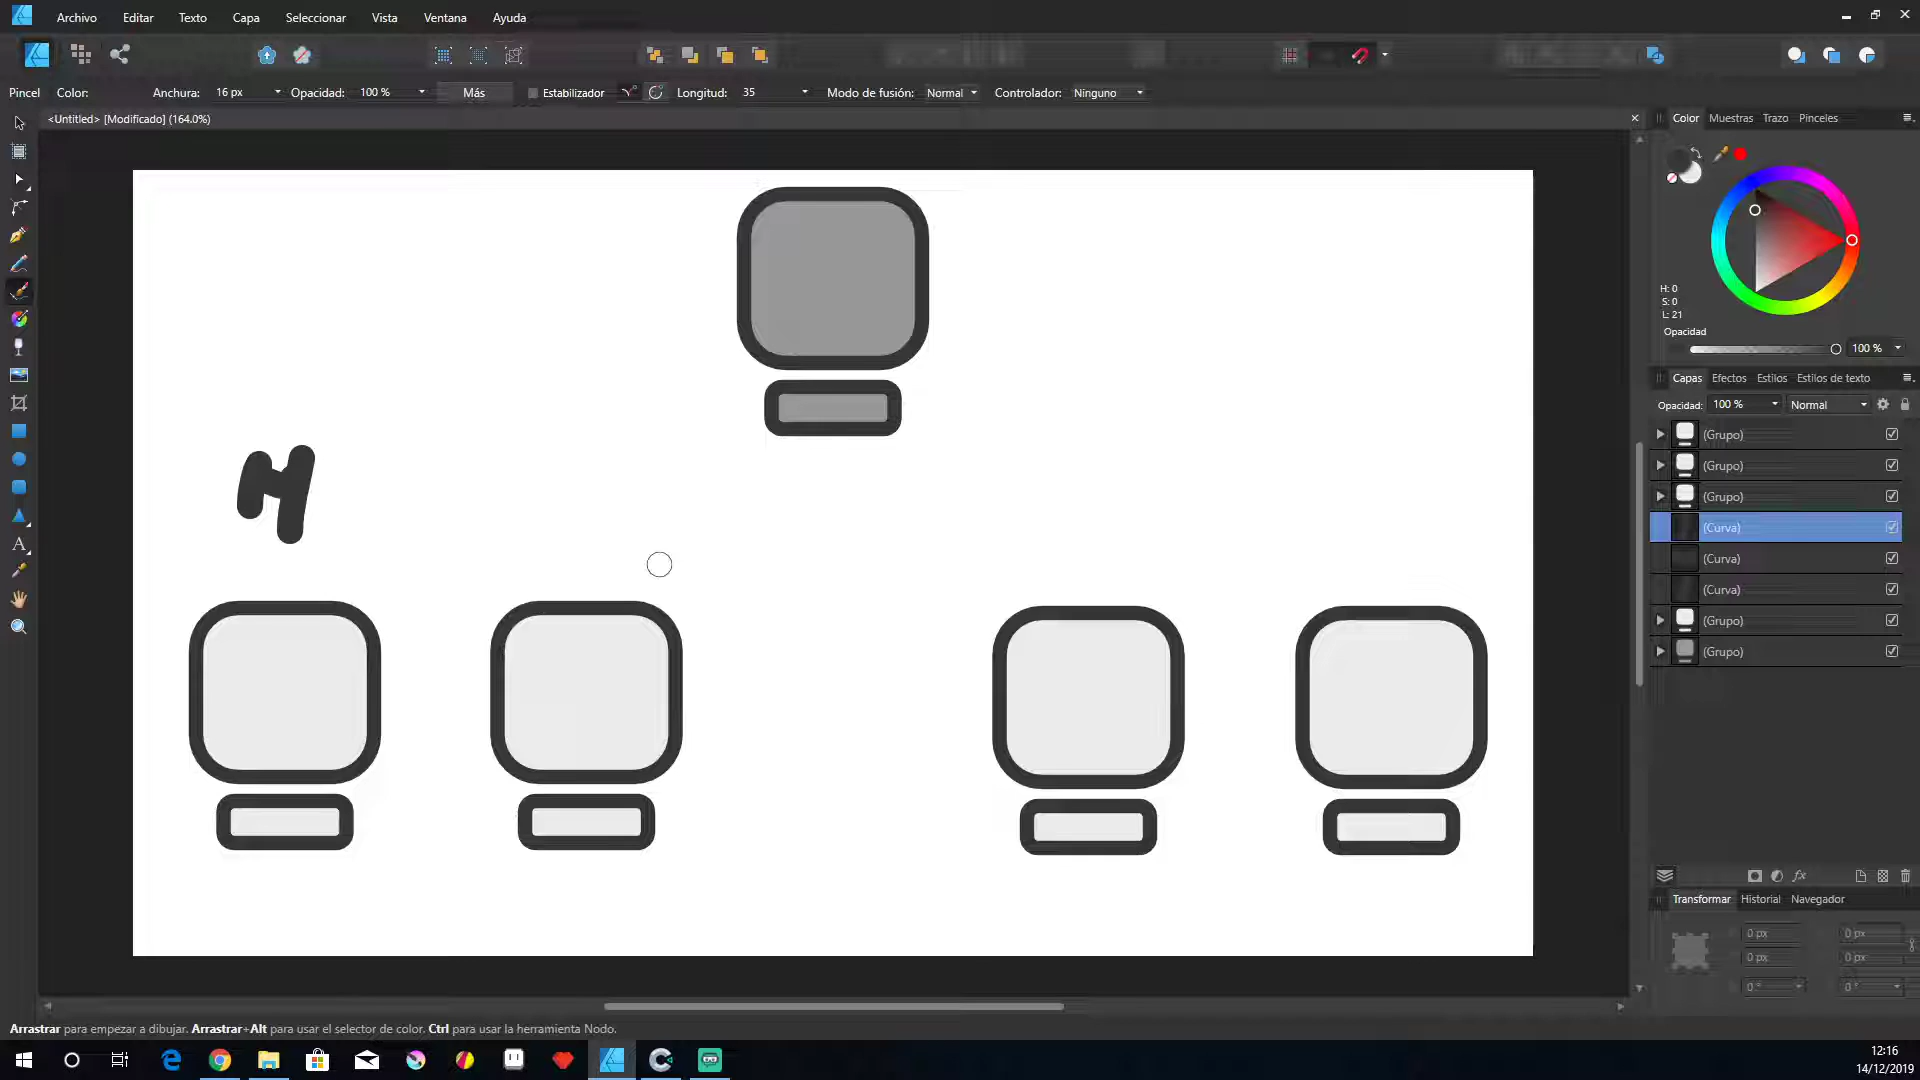 Archivo Editar Texto Capa Seleccionar Vista Ventana Ayuda
Pincel Color: Anchura: 16 px Opacidad: 100 % Más Estabilizador Longitud: 35 Modo de fusión: Normal Controlador: Ninguno
<Untitled> [Modificado] (164.0%)
Color Muestras Trazo Pinceles
H: 0
S: 0
L: 21
Opacidad
100 %
Capas Efectos Estilos Estilos de texto
Opacidad: 100 % Normal
(Grupo)
(Grupo)
(Grupo)
(Curva)
(Curva)
(Curva)
(Grupo)
(Grupo)
H
Transformar Historial Navegador
0 px 0 px
0 px 0 px
0 ° 0 °
Arrastrar para empezar a dibujar. Arrastrar+Alt para usar el selector de color. Ctrl para usar la herramienta Nodo.
12:16
14/12/2019